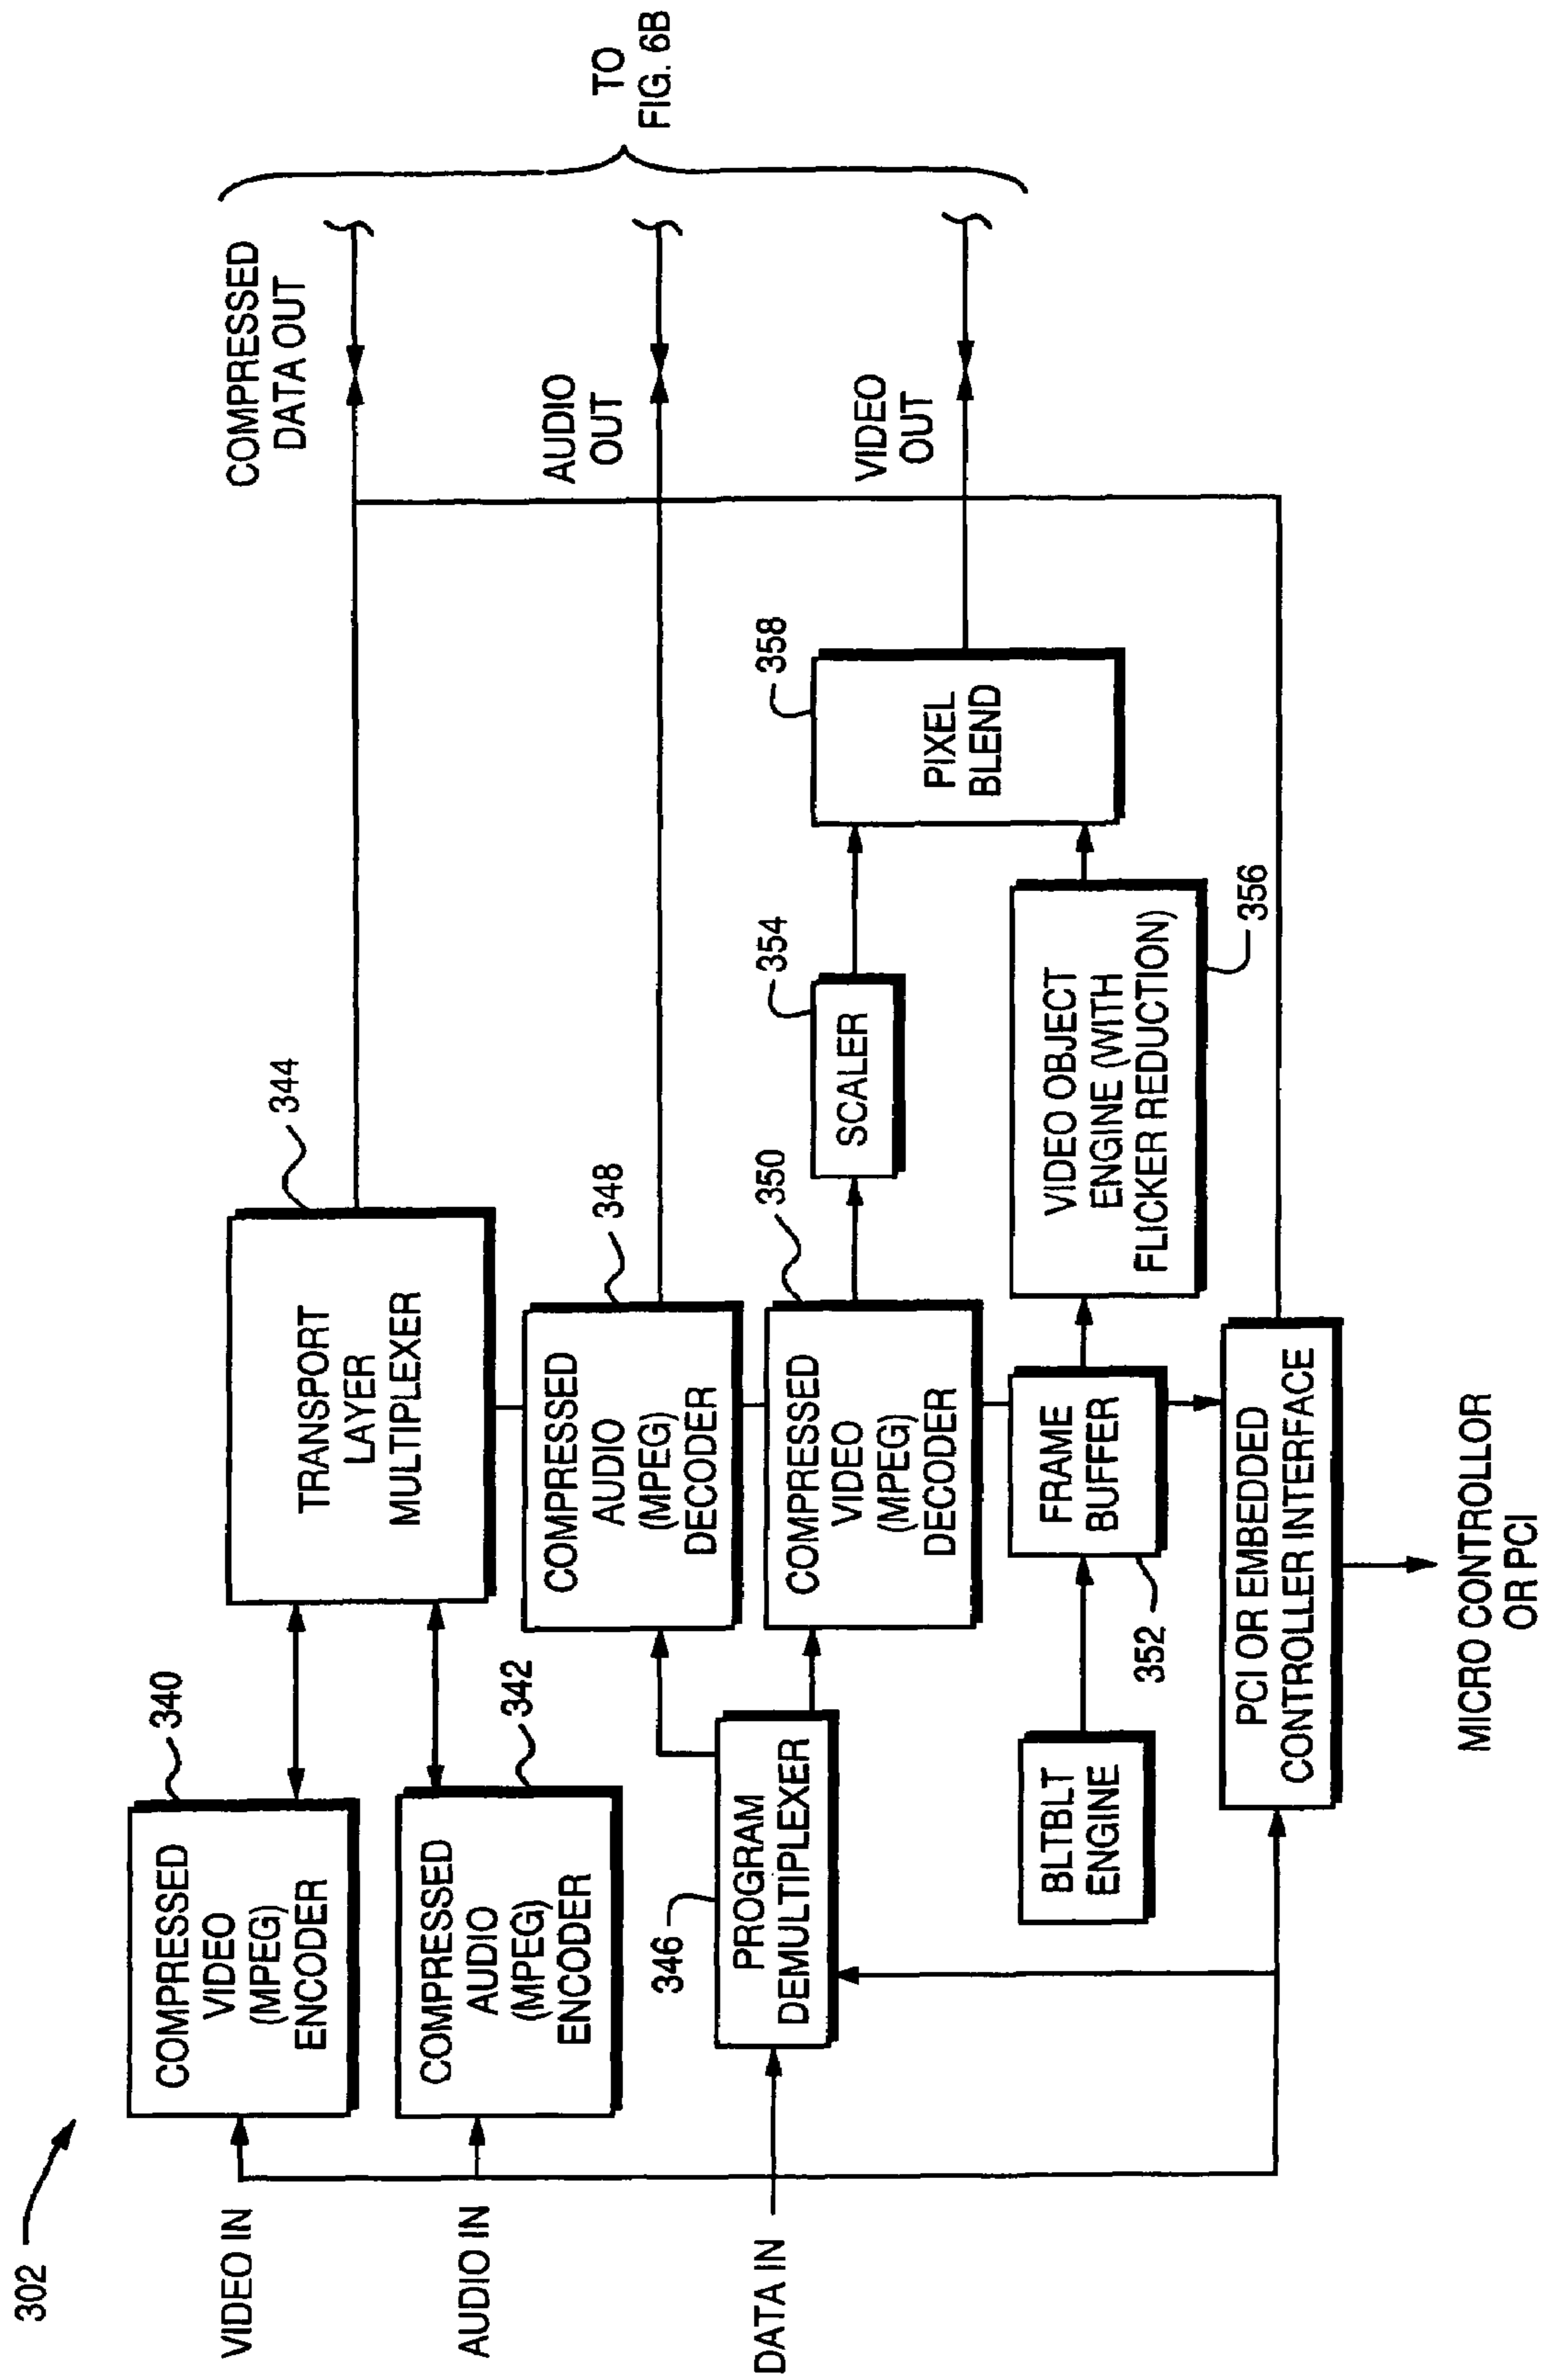 302
VIDEO IN
AUDIO IN
DATA IN
340
COMPRESSED
VIDEO
(MPEG)
ENCODER
342
COMPRESSED
AUDIO
(MPEG)
ENCODER
346
PROGRAM
DEMULTIPLEXER
BLTBLT
ENGINE
344
TRANSPORT
LAYER
MULTIPLEXER
348
COMPRESSED
AUDIO
(MPEG)
DECODER
350
COMPRESSED
VIDEO
(MPEG)
DECODER
352
FRAME
BUFFER
PCI OR EMBEDDED
CONTROLLER INTERFACE
MICRO CONTROLLOR
OR PCI
354
SCALER
356
VIDEO OBJECT
ENGINE (WITH
FLICKER REDUCTION)
358
PIXEL
BLEND
COMPRESSED
DATA OUT
AUDIO
OUT
VIDEO
OUT
TO
FIG. 6B